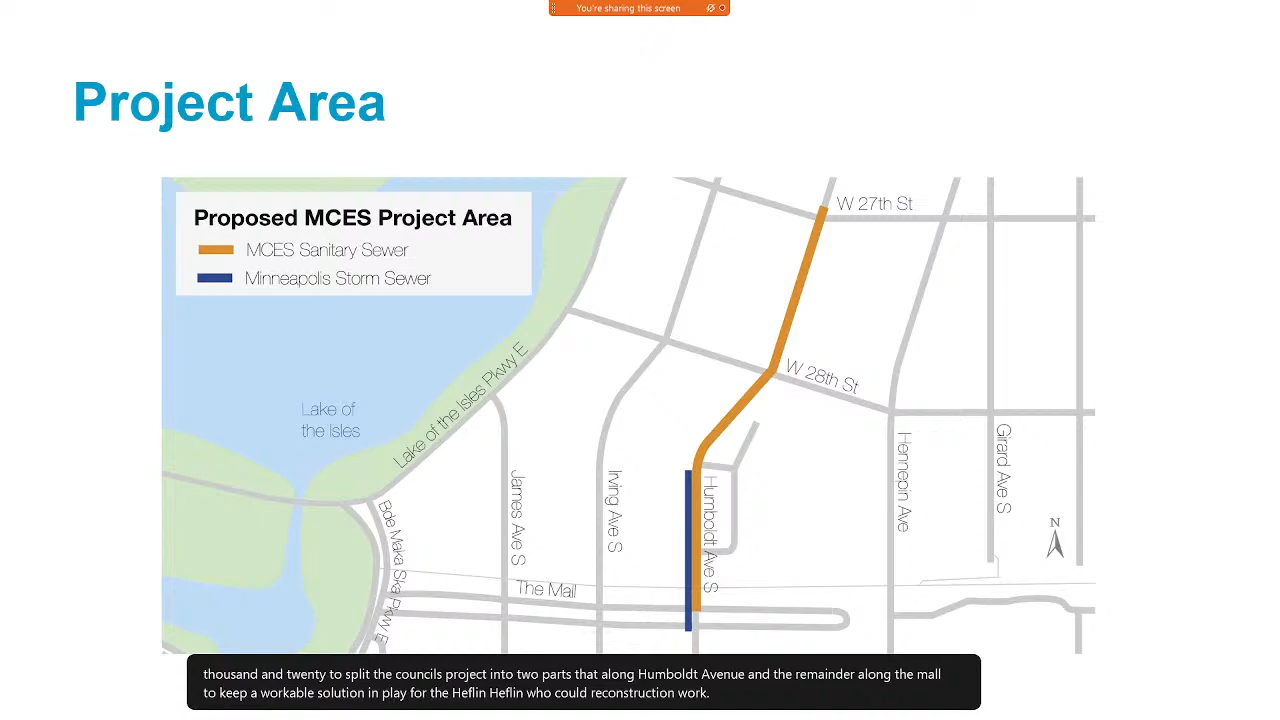 You're sharing this screen
Project Area
Proposed MCES Project Area
MCES Sanitary Sewer
Minneapolis Storm Sewer
W 27th St
W 28th St
Lake of the Isles Pkwy E
Lake of
the Isles
Bde Maka Ska Pkwy E
James Ave S
Irving Ave S
Humboldt Ave S
Hennepin Ave
Girard Ave S
N
The Mall
thousand and twenty to split the councils project into two parts that along Humboldt Avenue and the remainder along the mall
to keep a workable solution in play for the Heflin Heflin who could reconstruction work.